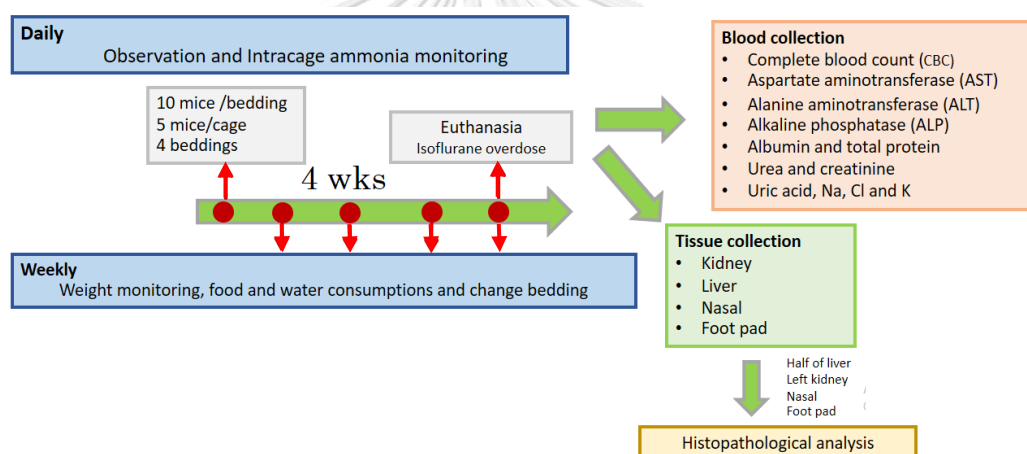 Daily
Observation and Intracage ammonia monitoring
10 mice /bedding
5 mice/cage
4 beddings
Euthanasia
Isoflurane overdose
4 wks
Weekly
Weight monitoring, food and water consumptions and change bedding
Blood collection
• Complete blood count (CBC)
• Aspartate aminotransferase (AST)
• Alanine aminotransferase (ALT)
• Alkaline phosphatase (ALP)
• Albumin and total protein
• Urea and creatinine
• Uric acid, Na, Cl and K
Tissue collection
• Kidney
• Liver
• Nasal
• Foot pad
Half of liver
Left kidney
Nasal
Foot pad
Histopathological analysis